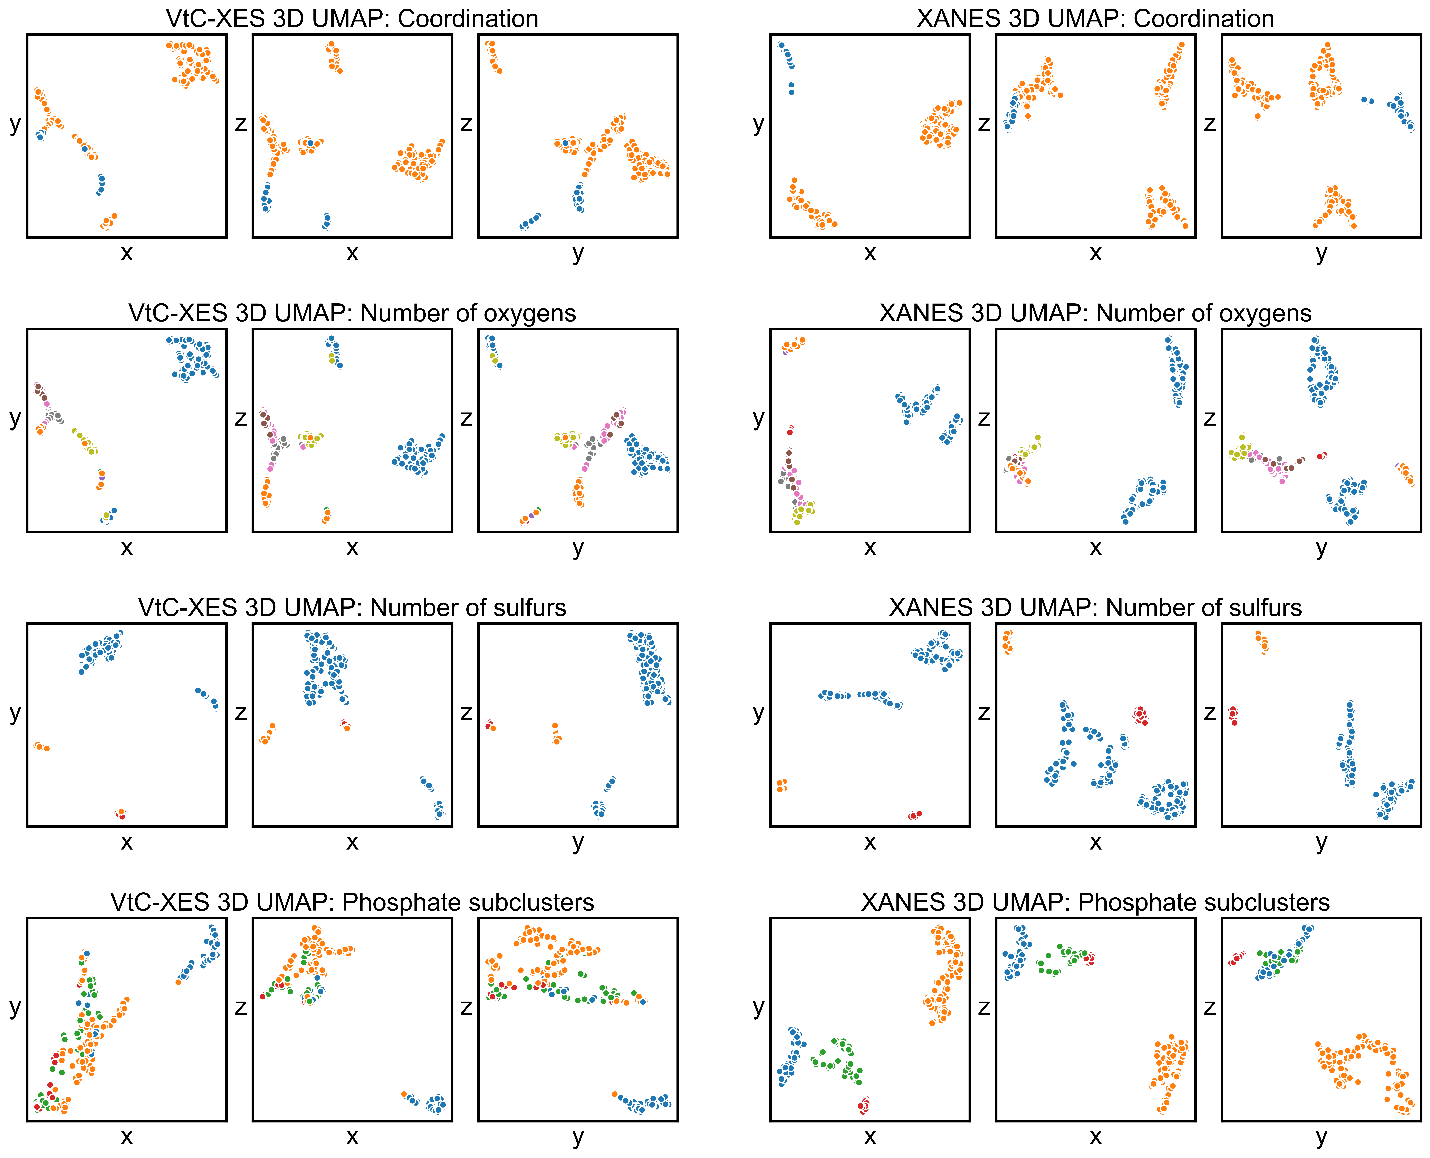 VtC-XES 3D UMAP: Coordination
XANES 3D UMAP: Coordination
y z z y z z
x x y x x y
VtC-XES 3D UMAP: Number of oxygens
XANES 3D UMAP: Number of oxygens
y z z y z z
x x y x x y
VtC-XES 3D UMAP: Number of sulfurs
XANES 3D UMAP: Number of sulfurs
y z z y z z
x x y x x y
VtC-XES 3D UMAP: Phosphate subclusters
XANES 3D UMAP: Phosphate subclusters
y z z y z z
x x y x x y